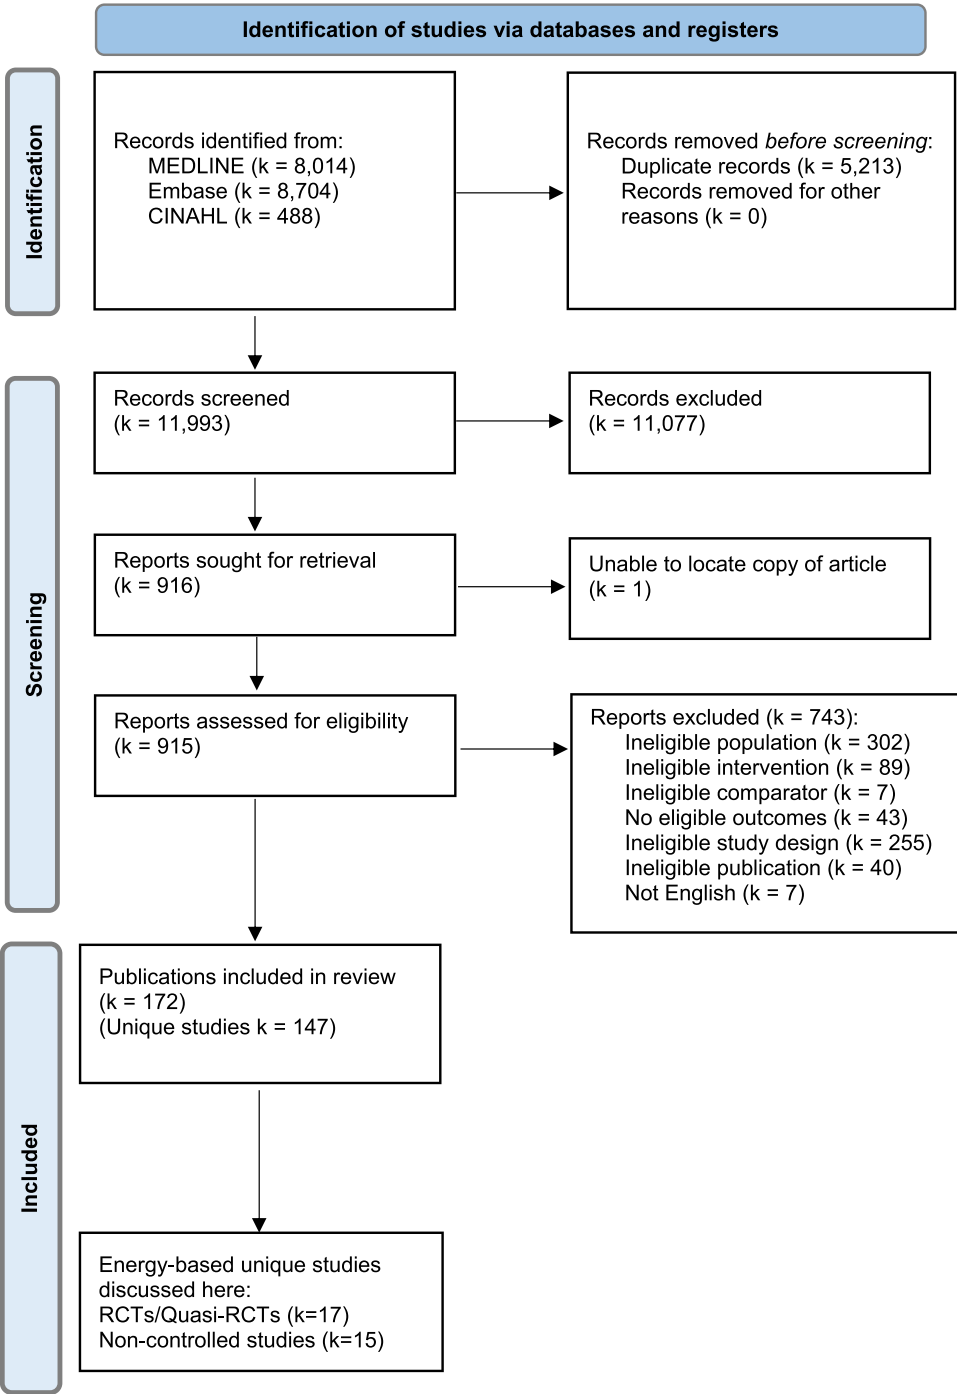 Identification of studies via databases and registers
Identification
Records identified from:
MEDLINE (k = 8,014)
Embase (k = 8,704)
CINAHL (k = 488)
Records removed before screening:
Duplicate records (k = 5,213)
Records removed for other
reasons (k = 0)
Screening
Records screened
(k = 11,993)
Records excluded
(k = 11,077)
Reports sought for retrieval
(k = 916)
Unable to locate copy of article
(k = 1)
Reports assessed for eligibility
(k = 915)
Reports excluded (k = 743):
Ineligible population (k = 302)
Ineligible intervention (k = 89)
Ineligible comparator (k = 7)
No eligible outcomes (k = 43)
Ineligible study design (k = 255)
Ineligible publication (k = 40)
Not English (k = 7)
Included
Publications included in review
(k = 172)
(Unique studies k = 147)
Energy-based unique studies
discussed here:
RCTs/Quasi-RCTs (k=17)
Non-controlled studies (k=15)